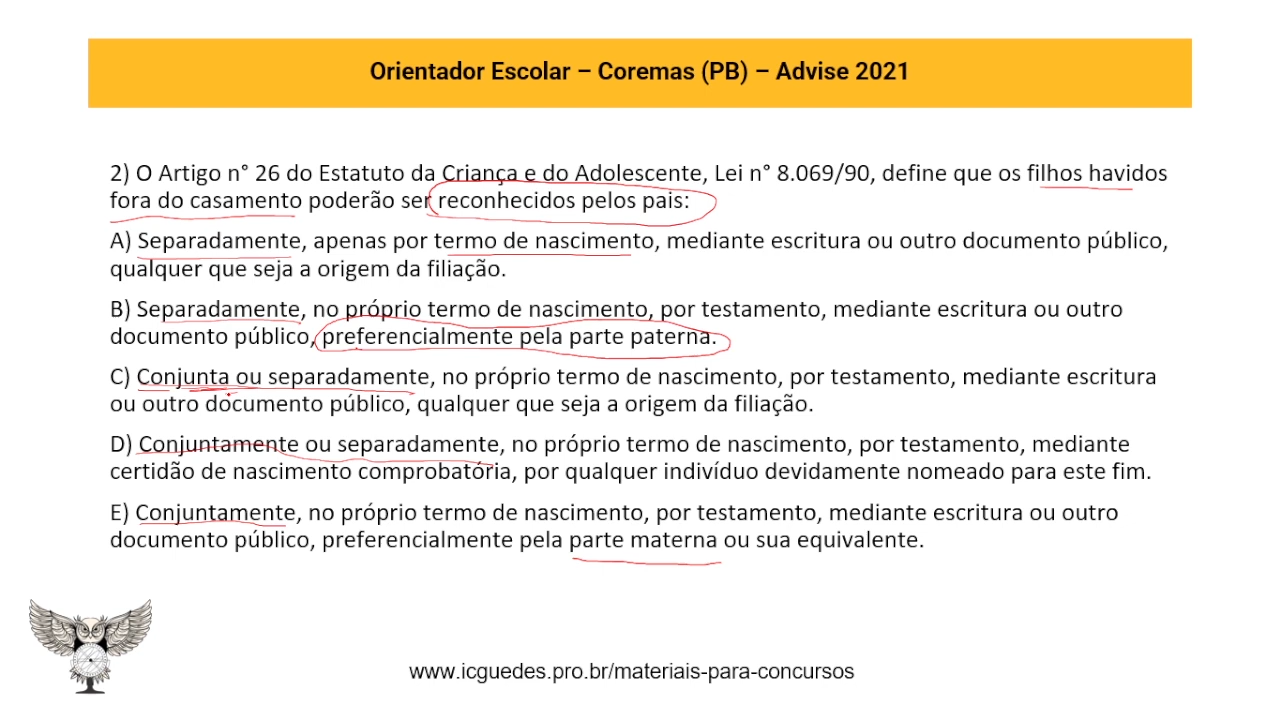 Orientador Escolar – Coremas (PB) – Advise 2021
2) O Artigo n° 26 do Estatuto da Criança e do Adolescente, Lei n° 8.069/90, define que os filhos havidos
fora do casamento poderão ser reconhecidos pelos pais:
A) Separadamente, apenas por termo de nascimento, mediante escritura ou outro documento público,
qualquer que seja a origem da filiação.
B) Separadamente, no próprio termo de nascimento, por testamento, mediante escritura ou outro
documento público, preferencialmente pela parte paterna.
C) Conjunta ou separadamente, no próprio termo de nascimento, por testamento, mediante escritura
ou outro documento público, qualquer que seja a origem da filiação.
D) Conjuntamente ou separadamente, no próprio termo de nascimento, por testamento, mediante
certidão de nascimento comprobatória, por qualquer indivíduo devidamente nomeado para este fim.
E) Conjuntamente, no próprio termo de nascimento, por testamento, mediante escritura ou outro
documento público, preferencialmente pela parte materna ou sua equivalente.
www.icguedes.pro.br/materiais-para-concursos